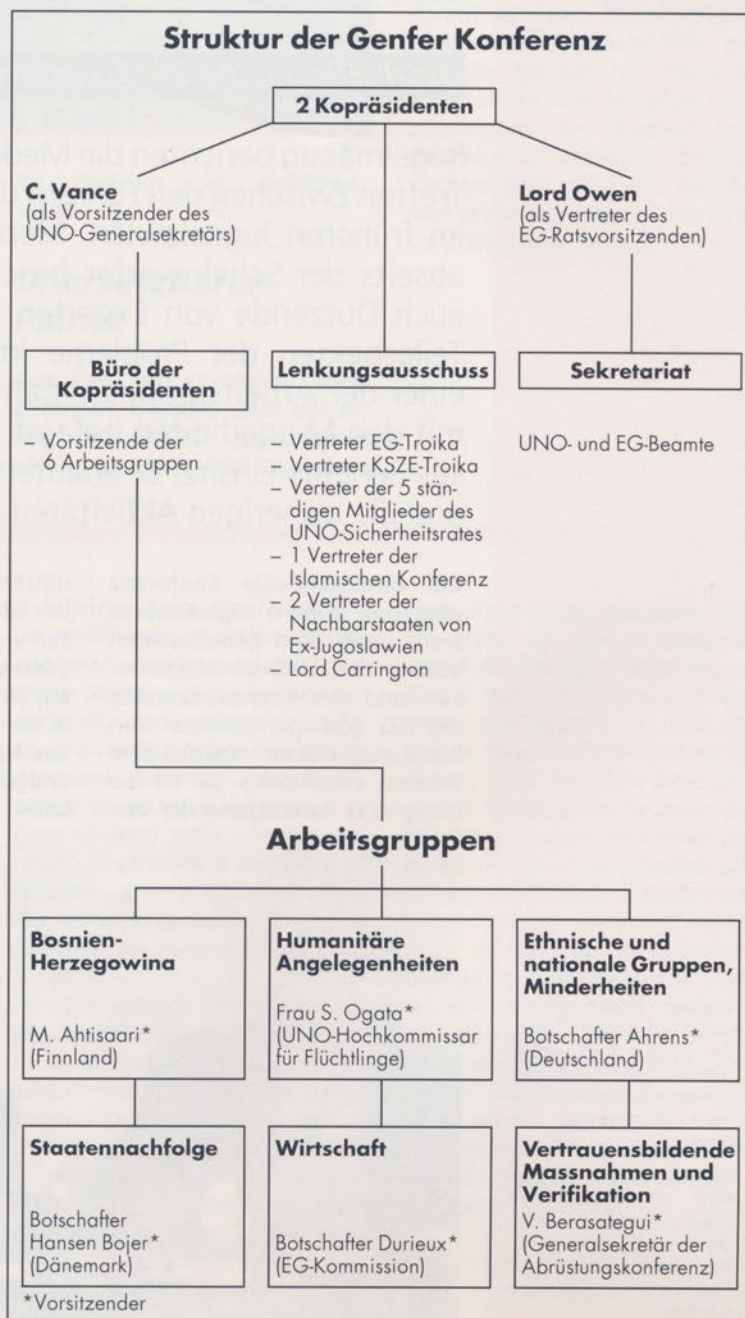 Struktur der Genfer Konferenz
2 Kopräsidenten
C. Vance
(als Vorsitzender des
UNO-Generalsekretärs)
Lord Owen
(als Vertreter des
EG-Ratsvorsitzenden)
Büro der
Kopräsidenten
– Vorsitzende der
6 Arbeitsgruppen
Lenkungsausschuss
– Vertreter EG-Troika
– Vertreter KSZE-Troika
– Verteter der 5 stän-
digen Mitglieder des
UNO-Sicherheitsrates
– 1 Vertreter der
Islamischen Konferenz
– 2 Vertreter der
Nachbarstaaten von
Ex-Jugoslawien
– Lord Carrington
Sekretariat
UNO- und EG-Beamte
Arbeitsgruppen
Bosnien-
Herzegowina
M. Ahtisaari*
(Finnland)
Humanitäre
Angelegenheiten
Frau S. Ogata*
(UNO-Hochkommissar
für Flüchtlinge)
Ethnische und
nationale Gruppen,
Minderheiten
Botschafter Ahrens*
(Deutschland)
Staatennachfolge
Botschafter
Hansen Bojer*
(Dänemark)
Wirtschaft
Botschafter Durieux*
(EG-Kommission)
Vertrauensbildende
Massnahmen und
Verifikation
V. Berasategui*
(Generalsekretär der
Abrüstungskonferenz)
*Vorsitzender